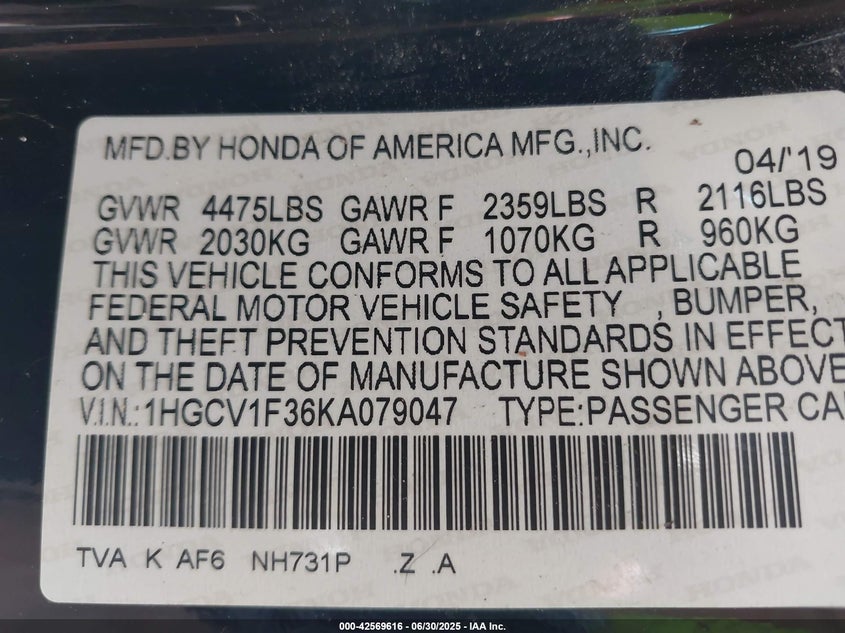 MFD.BY HONDA OF AMERICA MFG.,INC.
04/'19
GVWR 4475LBS GAWR F 2359LBS R 2116LBS
GVWR 2030KG GAWR F 1070KG R 960KG
THIS VEHICLE CONFORMS TO ALL APPLICABLE
FEDERAL MOTOR VEHICLE SAFETY , BUMPER,
AND THEFT PREVENTION STANDARDS IN EFFECT
ON THE DATE OF MANUFACTURE SHOWN ABOVE
V.I.N.:1HGCV1F36KA079047 TYPE:PASSENGER CA
TVA K AF6 NH731P .Z .A
000-42569616 - 06/30/2025 - IAA Inc.